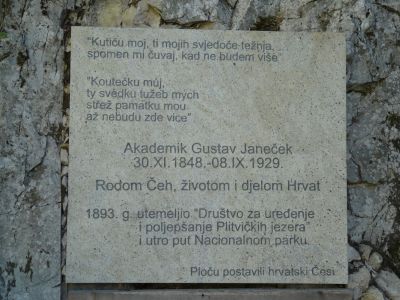 "Kutiću moj, ti mojih svjedoče težnja,
spomen mi čuvaj, kad ne budem više"
"Koutečku můj,
ty svědku tužeb mých
střež památku mou
až nebudu zde vice"
Akademik Gustav Janeček
30.XI.1848.-08.IX.1929.
Rodom Čeh, životom i djelom Hrvat
1893. g. utemeljio "Društvo za uređenje
i poljepšanje Plitvičkih jezera"
i utro put Nacionalnom parku.
Ploču postavili hrvatski Česi